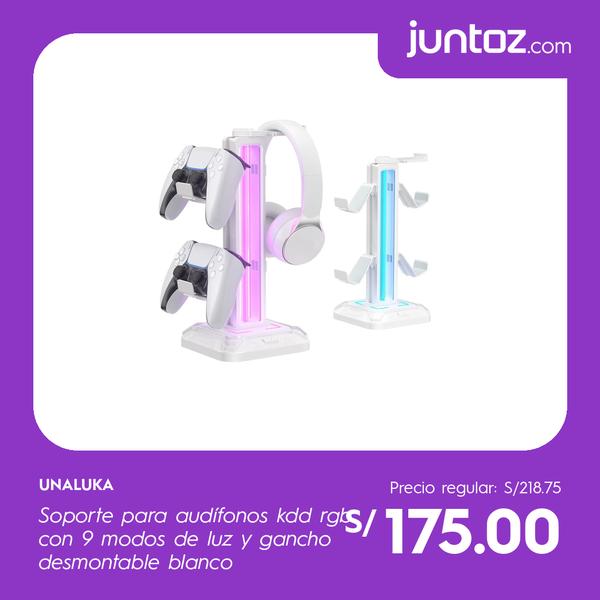 juntoz.com
UNALUKA
Soporte para audífonos kdd rgb
con 9 modos de luz y gancho
desmontable blanco
Precio regular: S/218.75
S/175.00